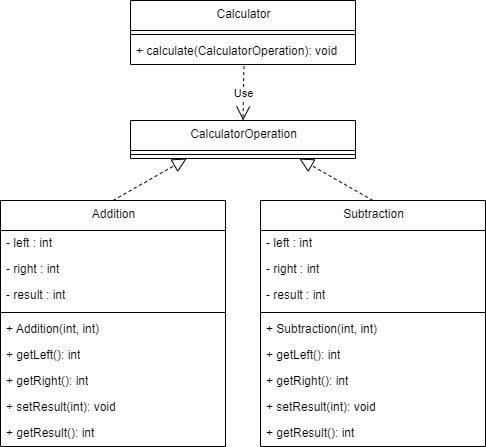 Calculator
+ calculate(CalculatorOperation): void
Use
CalculatorOperation
Addition
- left : int
- right : int
- result : int
+ Addition(int, int)
+ getLeft(): int
+ getRight(): int
+ setResult(int): void
+ getResult(): int
Subtraction
- left : int
- right : int
- result : int
+ Subtraction(int, int)
+ getLeft(): int
+ getRight(): int
+ setResult(int): void
+ getResult(): int